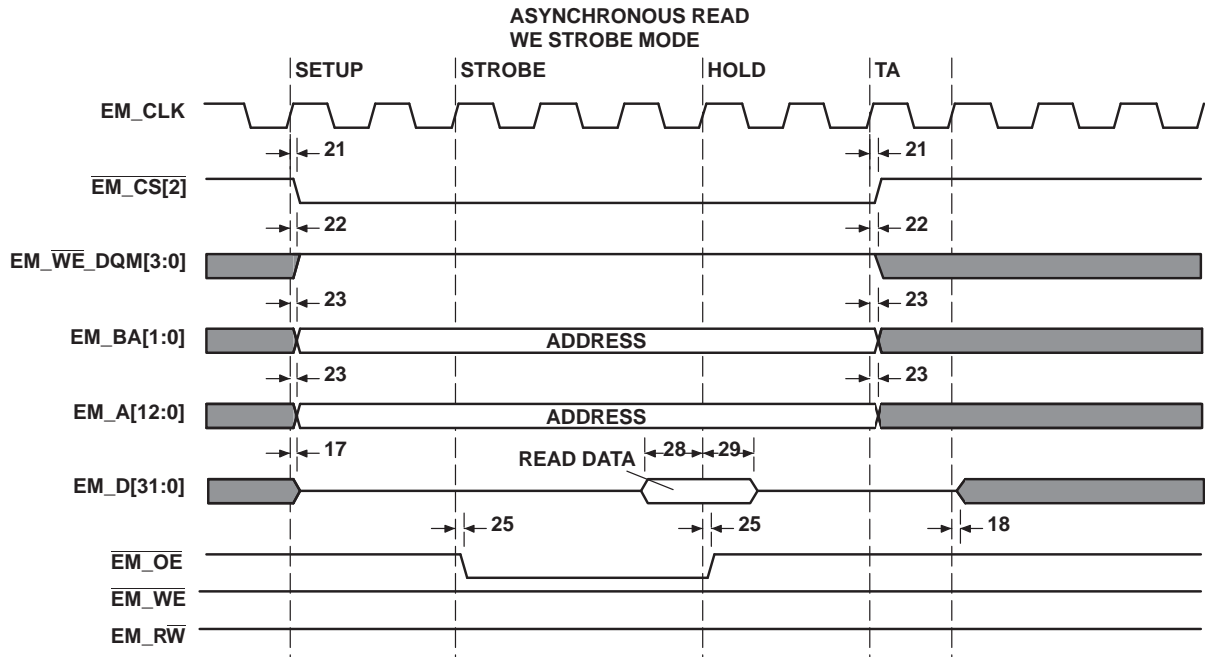 ASYNCHRONOUS READ
WE STROBE MODE
SETUP STROBE HOLD TA
EM_CLK
21 21
EM_CS[2]
22 22
EM_WE_DQM[3:0]
23 23
EM_BA[1:0] ADDRESS
23 23
EM_A[12:0] ADDRESS
17 READ DATA 28 29
EM_D[31:0]
25 25 18
EM_OE
EM_WE
EM_RW